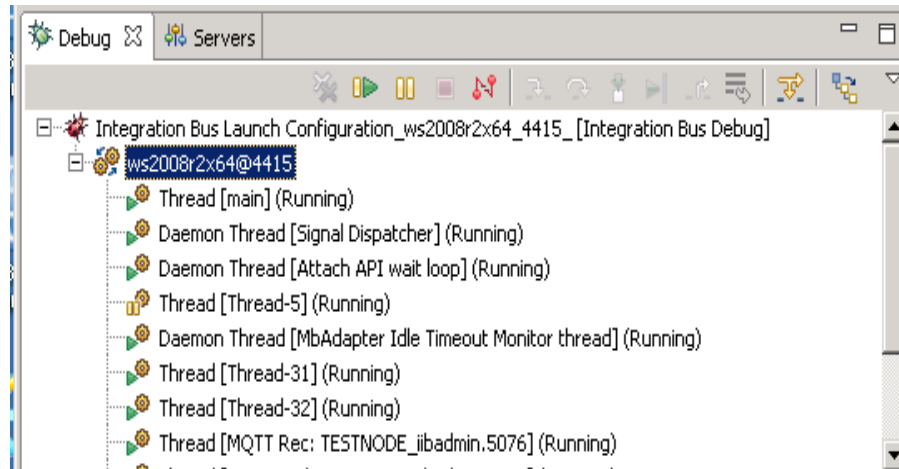 Debug Servers
Integration Bus Launch Configuration_ws2008r2x64_4415_ [Integration Bus Debug]
ws2008r2x64@4415
Thread [main] (Running)
Daemon Thread [Signal Dispatcher] (Running)
Daemon Thread [Attach API wait loop] (Running)
Thread [Thread-5] (Running)
Daemon Thread [MbAdapter Idle Timeout Monitor thread] (Running)
Thread [Thread-31] (Running)
Thread [Thread-32] (Running)
Thread [MQTT Rec: TESTNODE_iibadmin.5076] (Running)